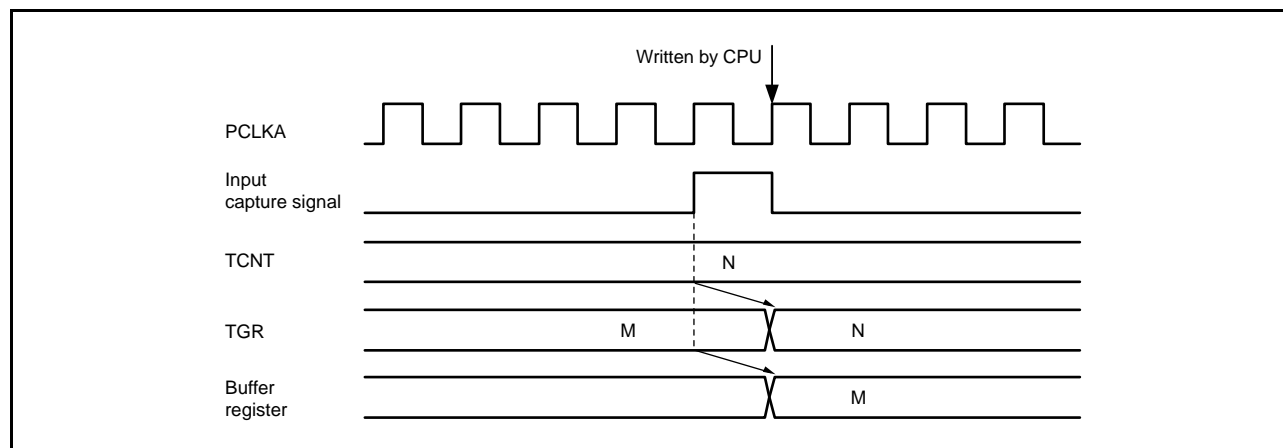 Written by CPU
PCLKA
Input
capture signal
TCNT
N
TGR
M
N
Buffer
register
M